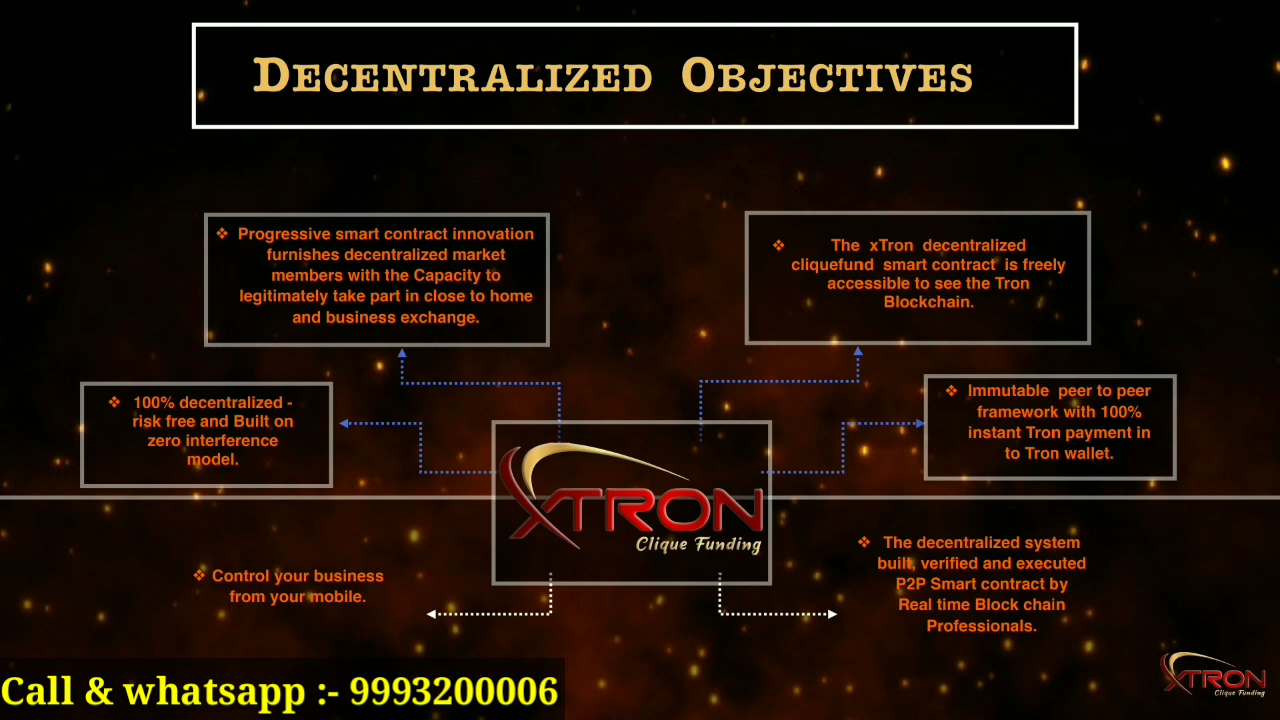 DECENTRALIZED OBJECTIVES
❖ Progressive smart contract innovation
furnishes decentralized market
members with the Capacity to
legitimately take part in close to home
and business exchange.
❖ The xTron decentralized
cliquefund smart contract is freely
accessible to see the Tron
Blockchain.
❖ 100% decentralized -
risk free and Built on
zero interference
model.
❖ Immutable peer to peer
framework with 100%
instant Tron payment in
to Tron wallet.
XTRON
Clique Funding
❖ Control your business
from your mobile.
❖ The decentralized system
built, verified and executed
P2P Smart contract by
Real time Block chain
Professionals.
XTRON
Clique Funding
Call & whatsapp :- 9993200006